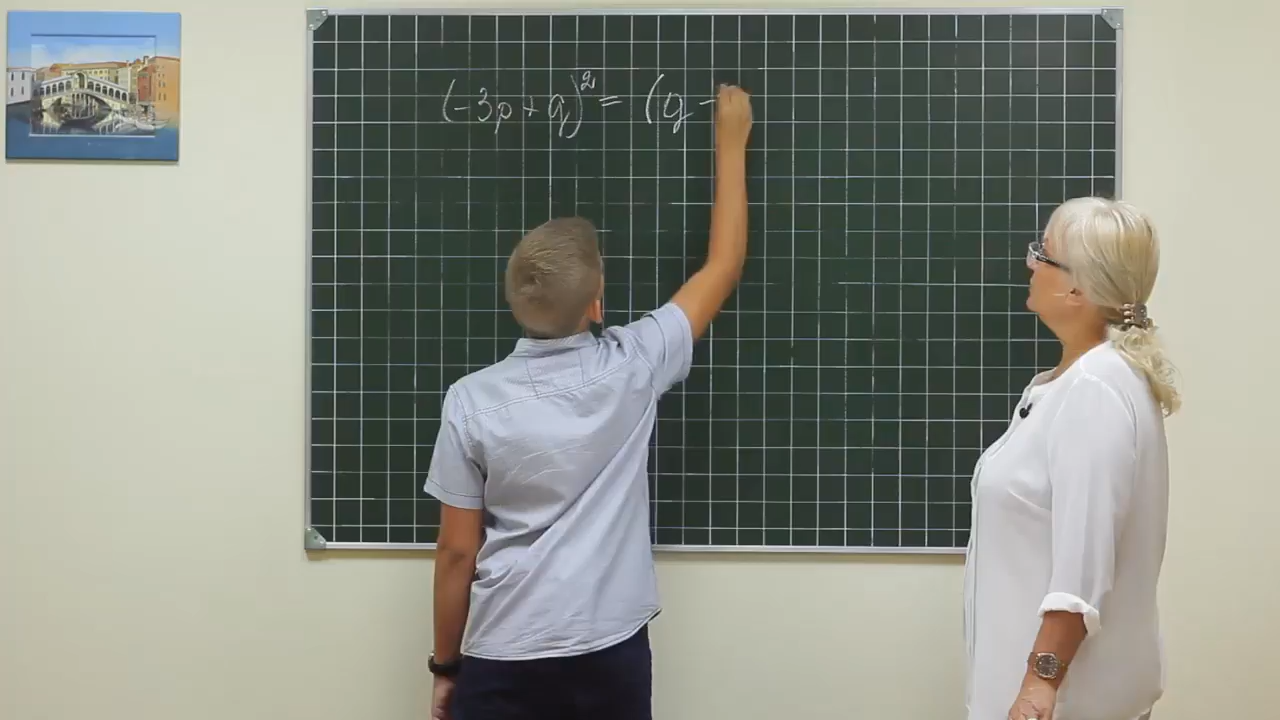 (-3p+q)² = (q -